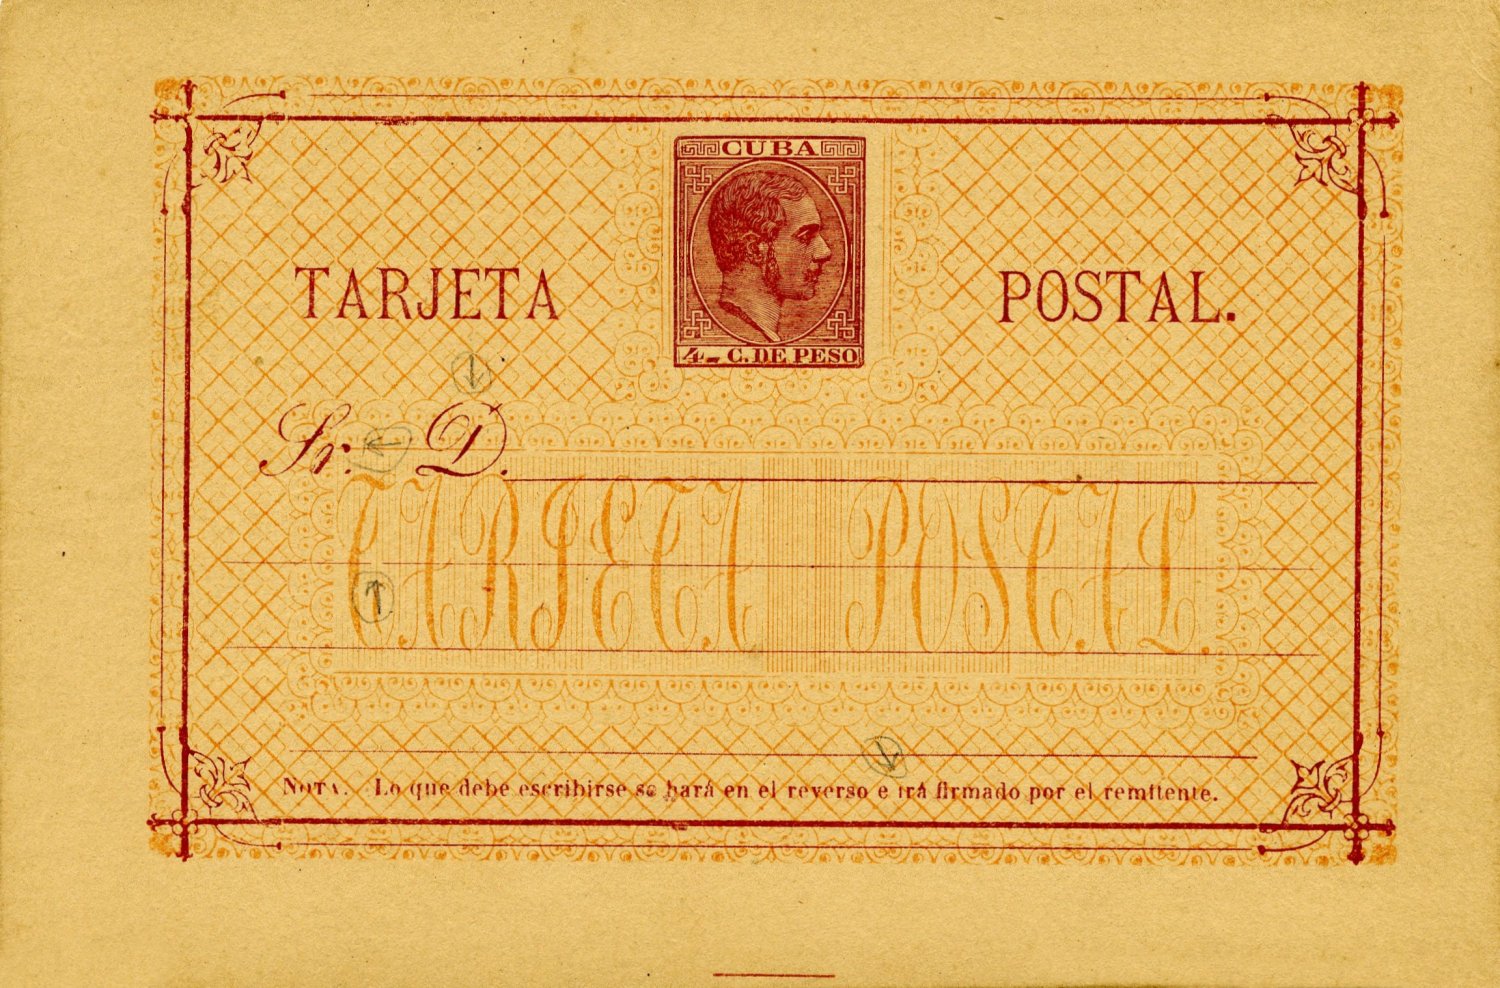 CUBA
TARJETA POSTAL.
4 C. DE PESO
Sr. D.
TARJETA POSTAL
NOTA. Lo que debe escribirse se hará en el reverso e irá firmado por el remitente.